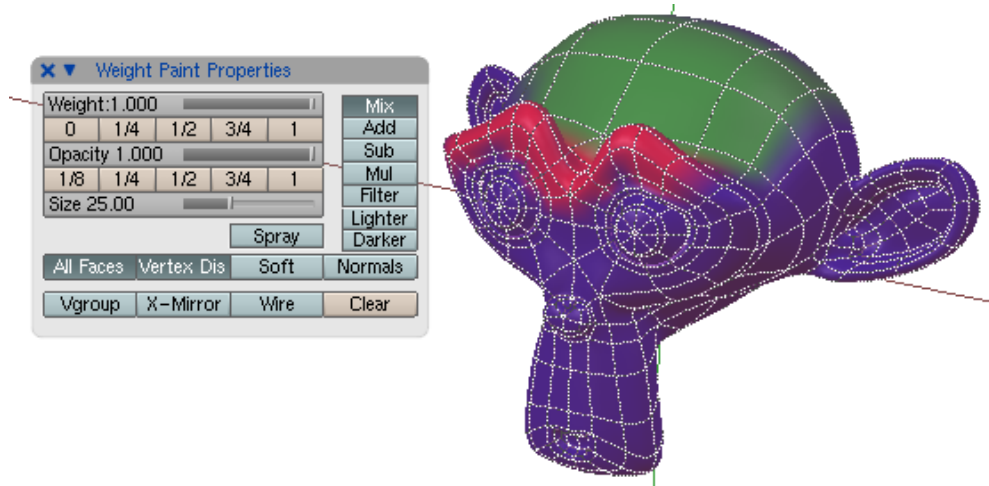 Weight Paint Properties
Weight:1.000
0 1/4 1/2 3/4 1
Opacity 1.000
1/8 1/4 1/2 3/4 1
Size 25.00
Spray
Mix
Add
Sub
Mul
Filter
Lighter
Darker
All Faces Vertex Dis Soft Normals
Vgroup X-Mirror Wire Clear